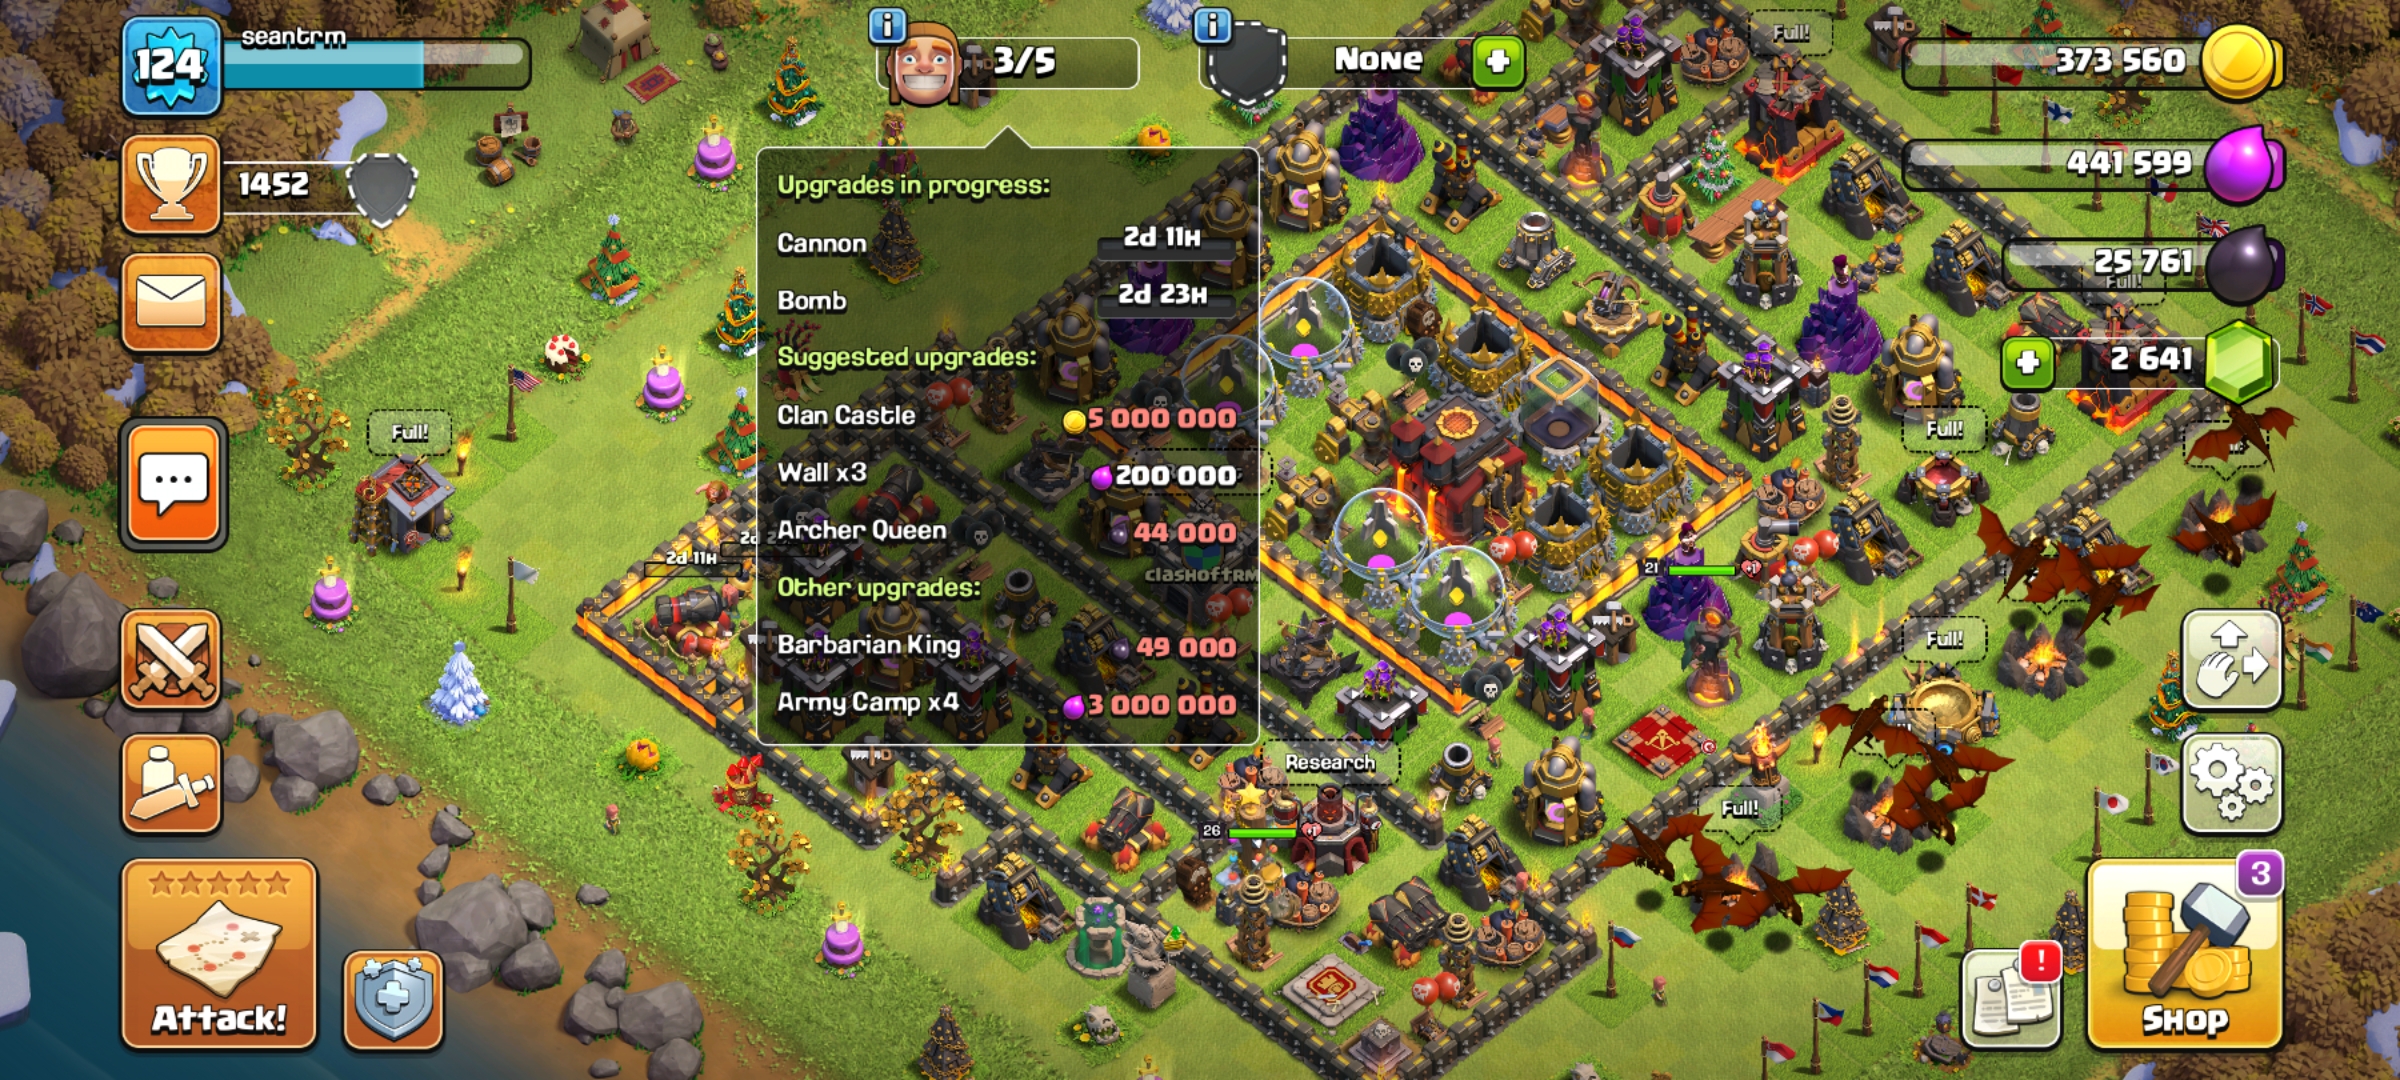 124
seantrm
3/5
None
Full!
373 560
1452
441 599
25 761
Full!
2 641
Upgrades in progress:
Cannon 2d 11h
Bomb 2d 23h
Suggested upgrades:
Clan Castle 5 000 000
Wall x3 200 000
Archer Queen 44 000
Other upgrades:
Barbarian King 49 000
Army Camp x4 3 000 000
Full!
Full!
2d 11h
clashoftrm
21
+1
Full!
Research
26
+1
Full!
Attack!
3
!
Shop